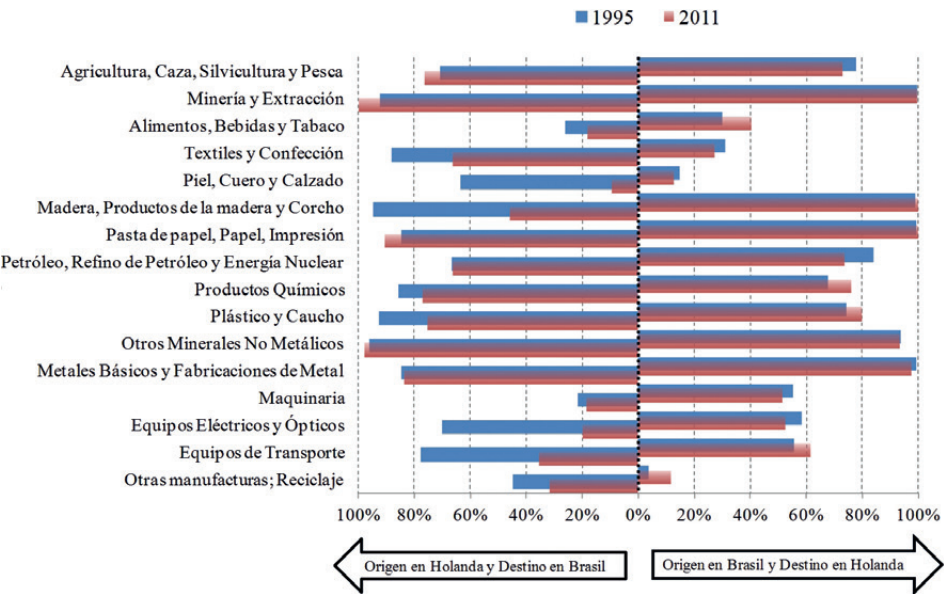 1995 2011
Agricultura, Caza, Silvicultura y Pesca
Minería y Extracción
Alimentos, Bebidas y Tabaco
Textiles y Confección
Piel, Cuero y Calzado
Madera, Productos de la madera y Corcho
Pasta de papel, Papel, Impresión
Petróleo, Refino de Petróleo y Energía Nuclear
Productos Químicos
Plástico y Caucho
Otros Minerales No Metálicos
Metales Básicos y Fabricaciones de Metal
Maquinaria
Equipos Eléctricos y Ópticos
Equipos de Transporte
Otras manufacturas; Reciclaje
100% 80% 60% 40% 20% 0% 20% 40% 60% 80% 100%
Origen en Holanda y Destino en Brasil Origen en Brasil y Destino en Holanda